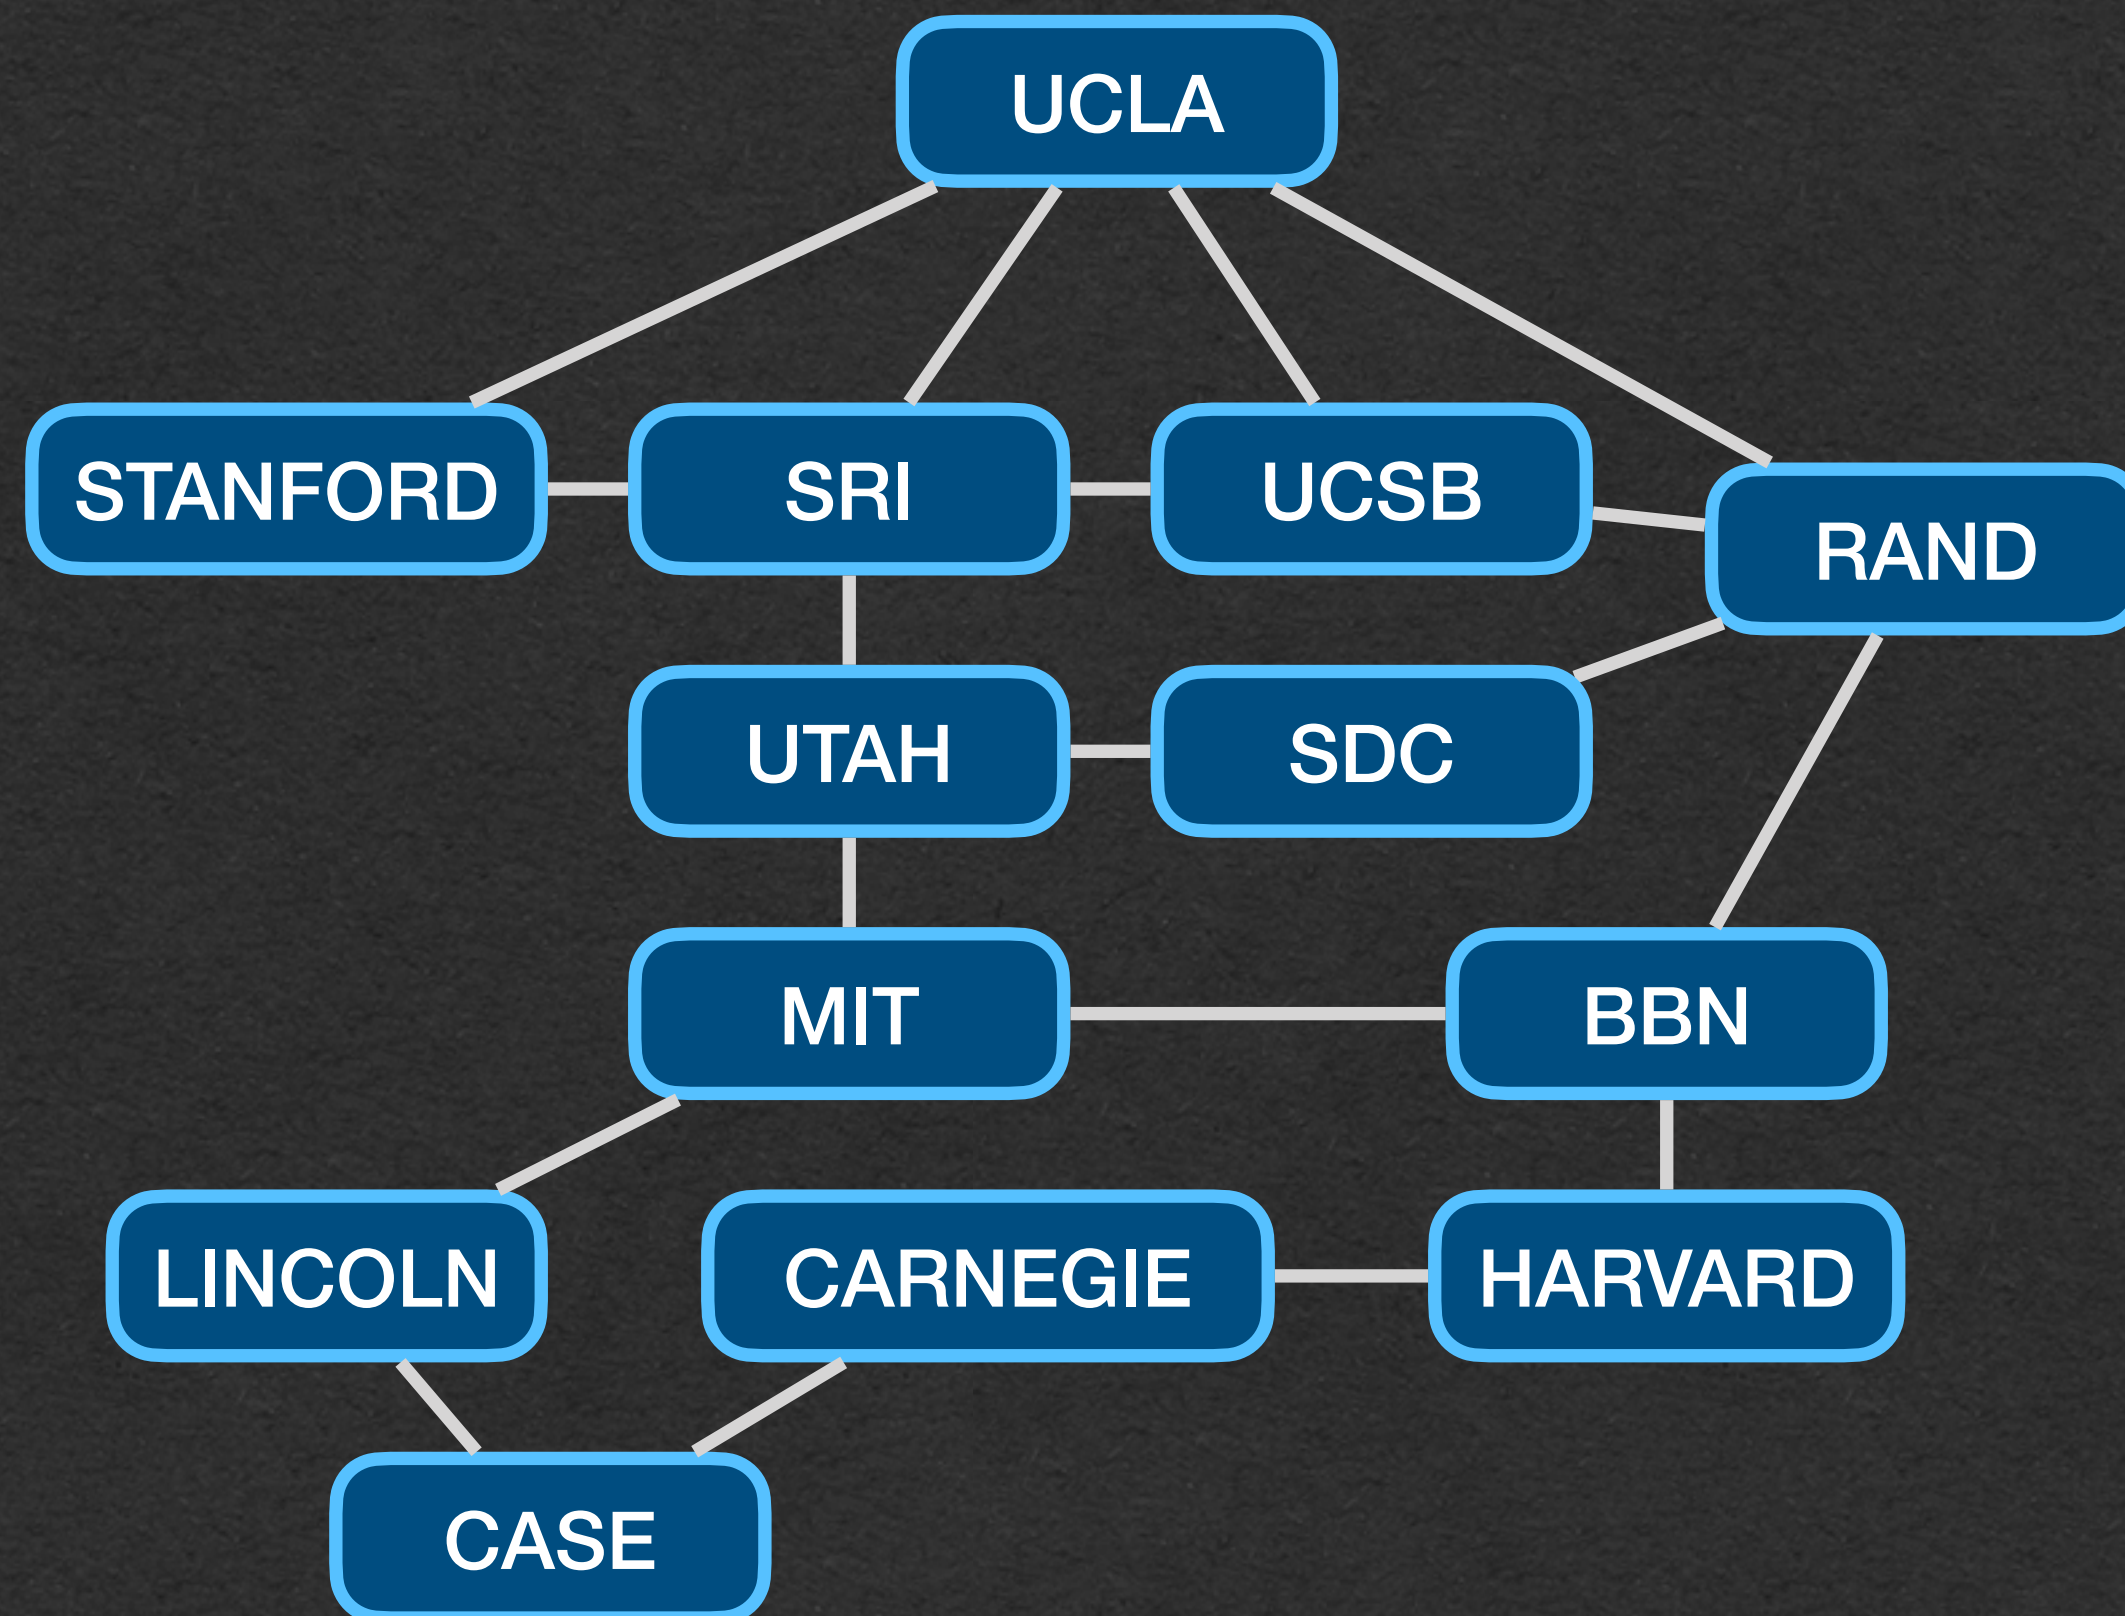 UCLA
STANFORD
SRI
UCSB
RAND
UTAH
SDC
MIT
BBN
LINCOLN
CARNEGIE
HARVARD
CASE